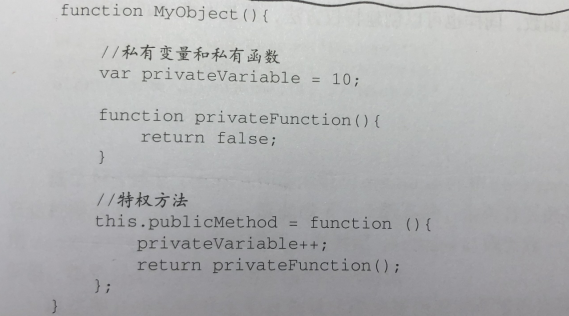 function MyObject(){
//私有变量和私有函数
var privateVariable = 10;
function privateFunction(){
return false;
}
//特权方法
this.publicMethod = function (){
privateVariable++;
return privateFunction();
};
}